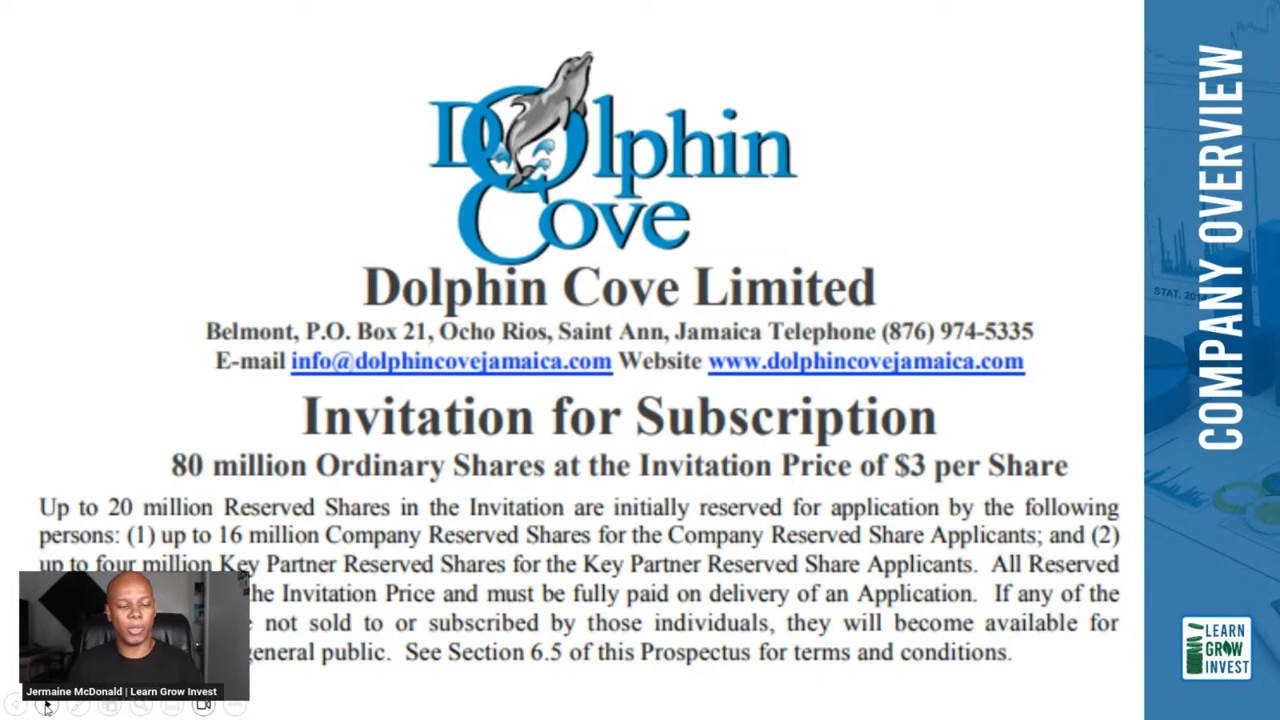 Dolphin
Cove
Dolphin Cove Limited
Belmont, P.O. Box 21, Ocho Rios, Saint Ann, Jamaica Telephone (876) 974-5335
E-mail info@dolphincovejamaica.com Website www.dolphincovejamaica.com
Invitation for Subscription
80 million Ordinary Shares at the Invitation Price of $3 per Share
Up to 20 million Reserved Shares in the Invitation are initially reserved for application by the following
persons: (1) up to 16 million Company Reserved Shares for the Company Reserved Share Applicants; and (2)
up to four million Key Partner Reserved Shares for the Key Partner Reserved Share Applicants. All Reserved
he Invitation Price and must be fully paid on delivery of an Application. If any of the
not sold to or subscribed by those individuals, they will become available for
general public. See Section 6.5 of this Prospectus for terms and conditions.
Jermaine McDonald | Learn Grow Invest
COMPANY OVERVIEW
LEARN
GROW
INVEST